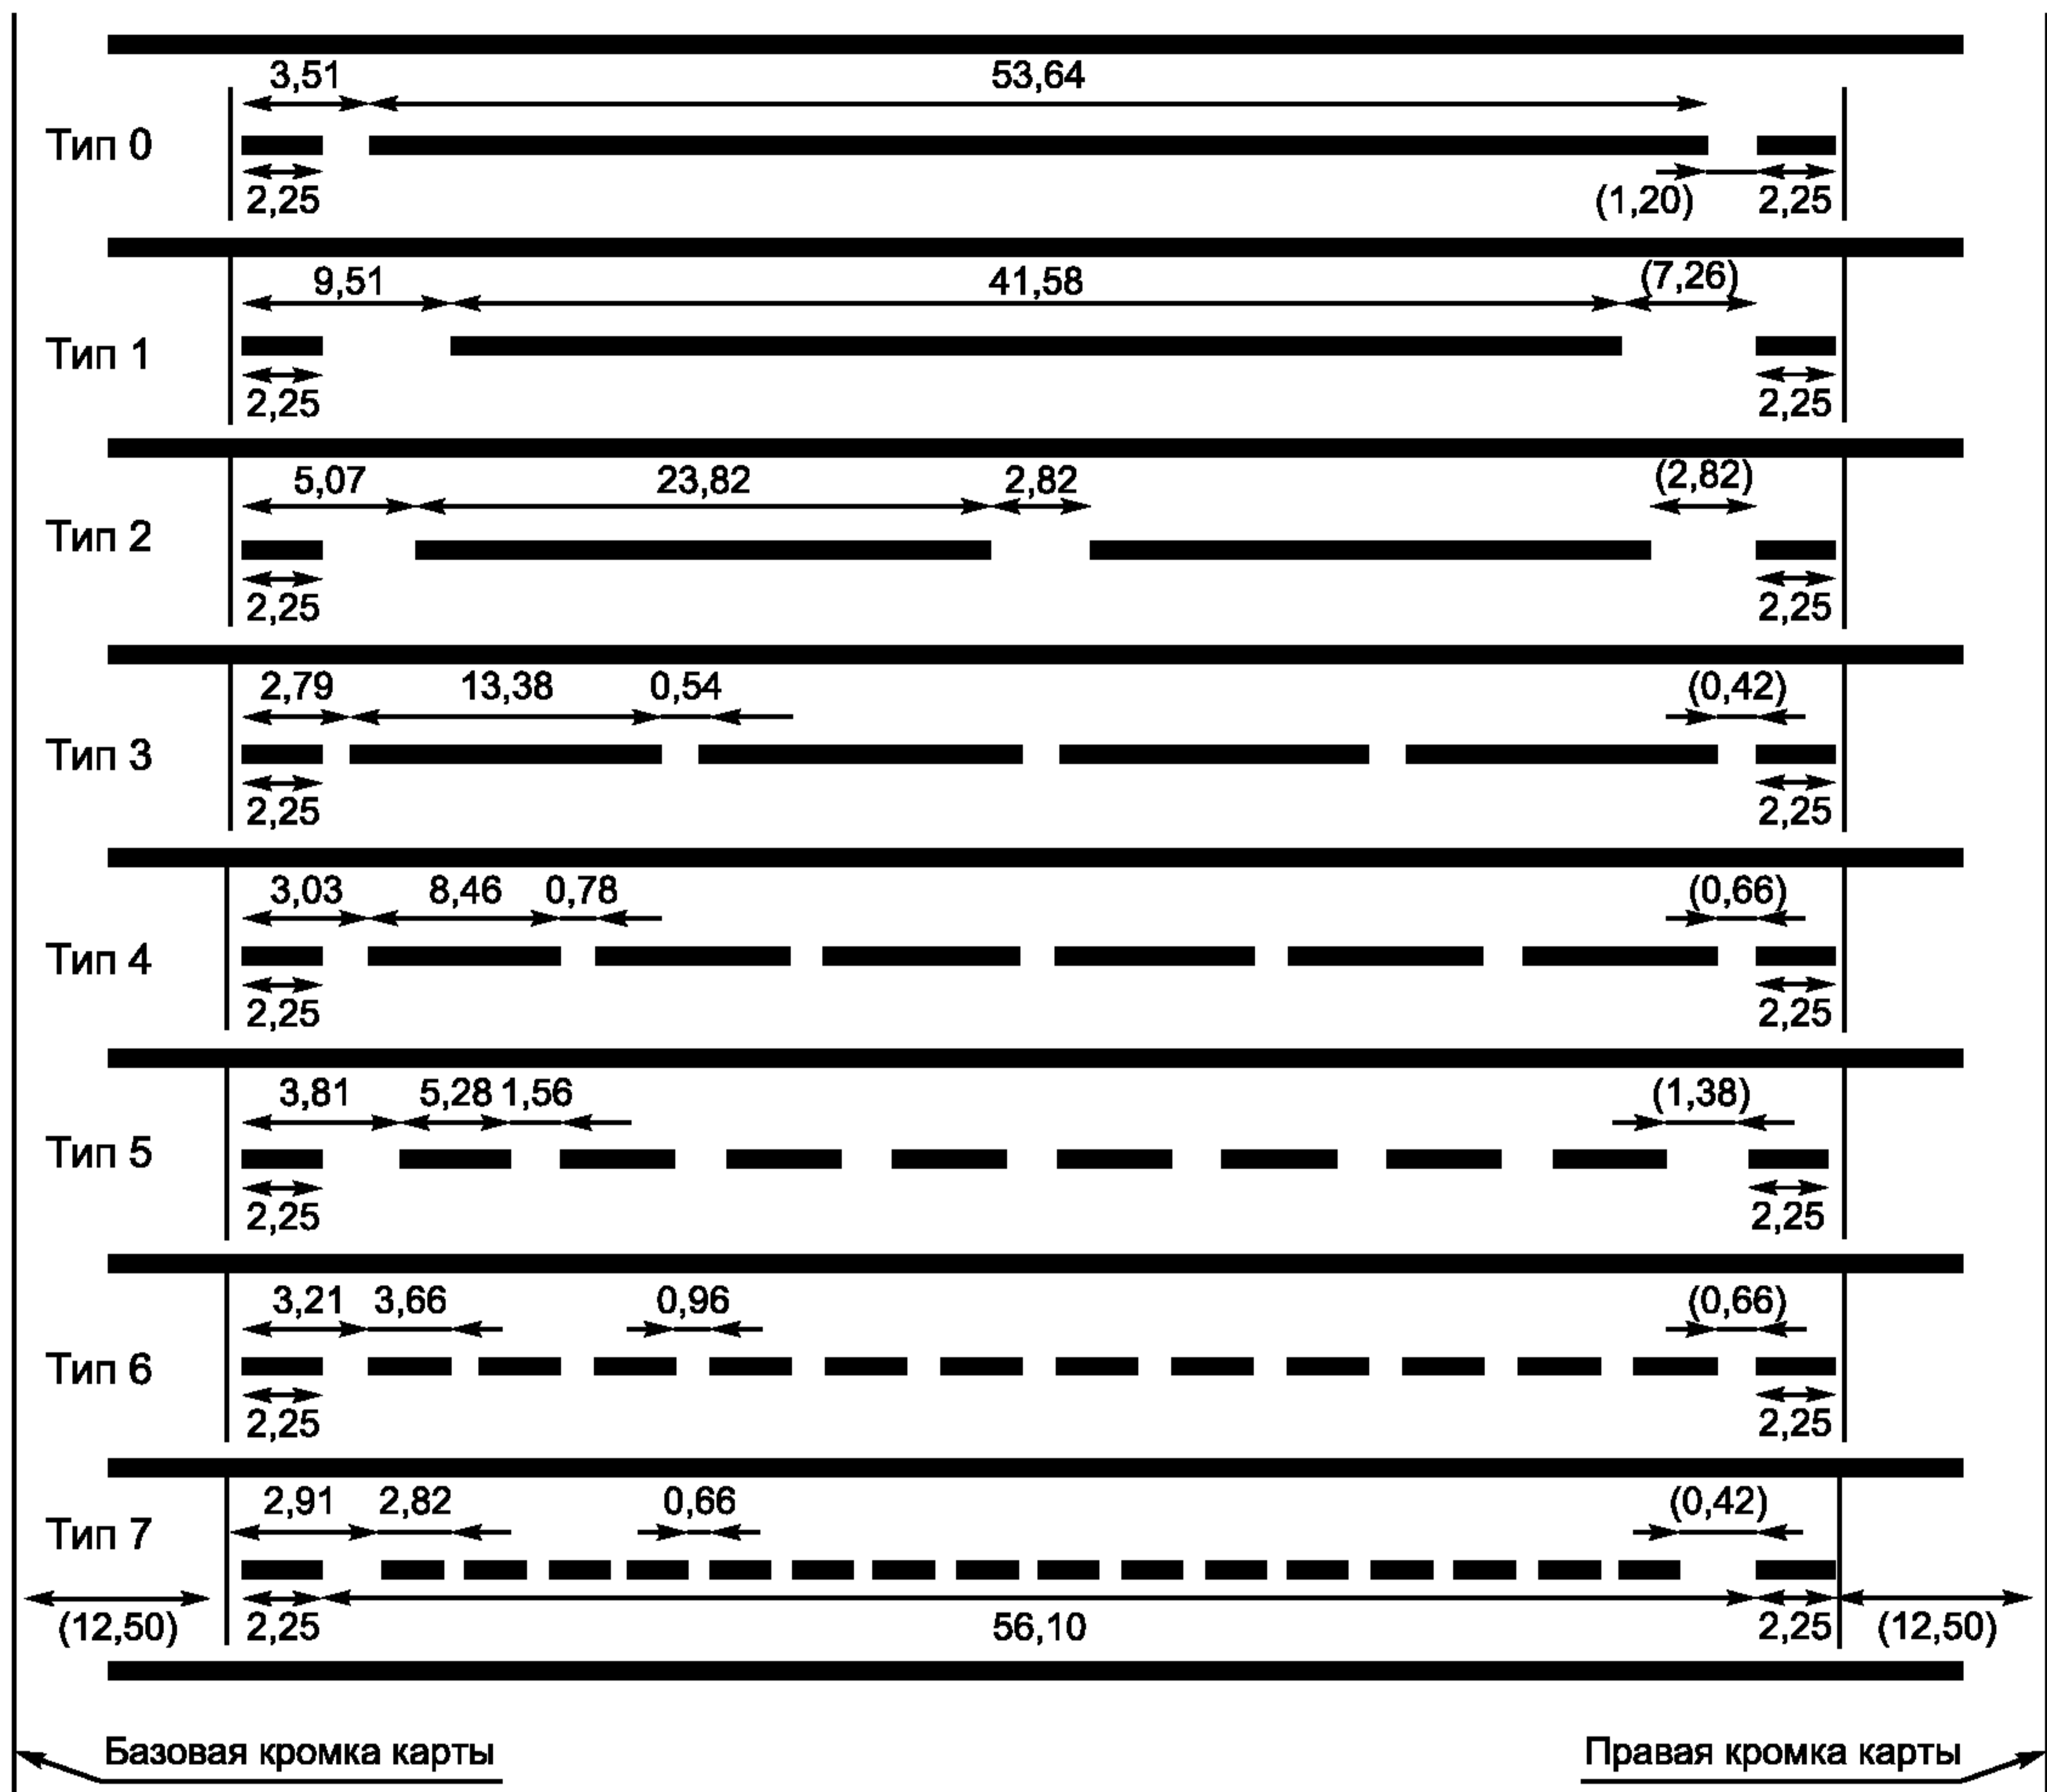 3,51 53,64
Тип 0
2,25 (1,20) 2,25
9,51 41,58 (7,26)
Тип 1
2,25 2,25
5,07 23,82 2,82 (2,82)
Тип 2
2,25 2,25
2,79 13,38 0,54 (0,42)
Тип 3
2,25 2,25
3,03 8,46 0,78 (0,66)
Тип 4
2,25 2,25
3,81 5,28 1,56 (1,38)
Тип 5
2,25 2,25
3,21 3,66 0,96 (0,66)
Тип 6
2,25 2,25
2,91 2,82 0,66 (0,42)
Тип 7
(12,50) 2,25 56,10 2,25 (12,50)
Базовая кромка карты Правая кромка карты